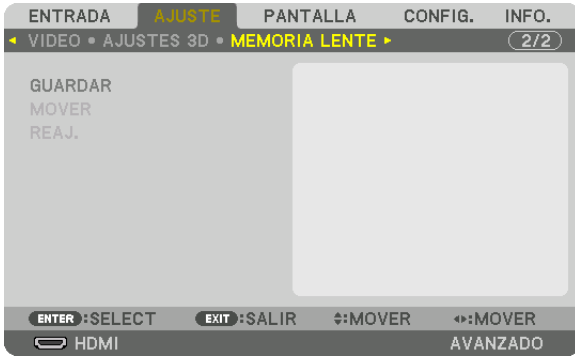 ENTRADA AJUSTE PANTALLA CONFIG. INFO.
VIDEO • AJUSTES 3D • MEMORIA LENTE 2/2
GUARDAR
MOVER
REAJ.
ENTER :SELECT EXIT :SALIR :MOVER :MOVER
HDMI AVANZADO